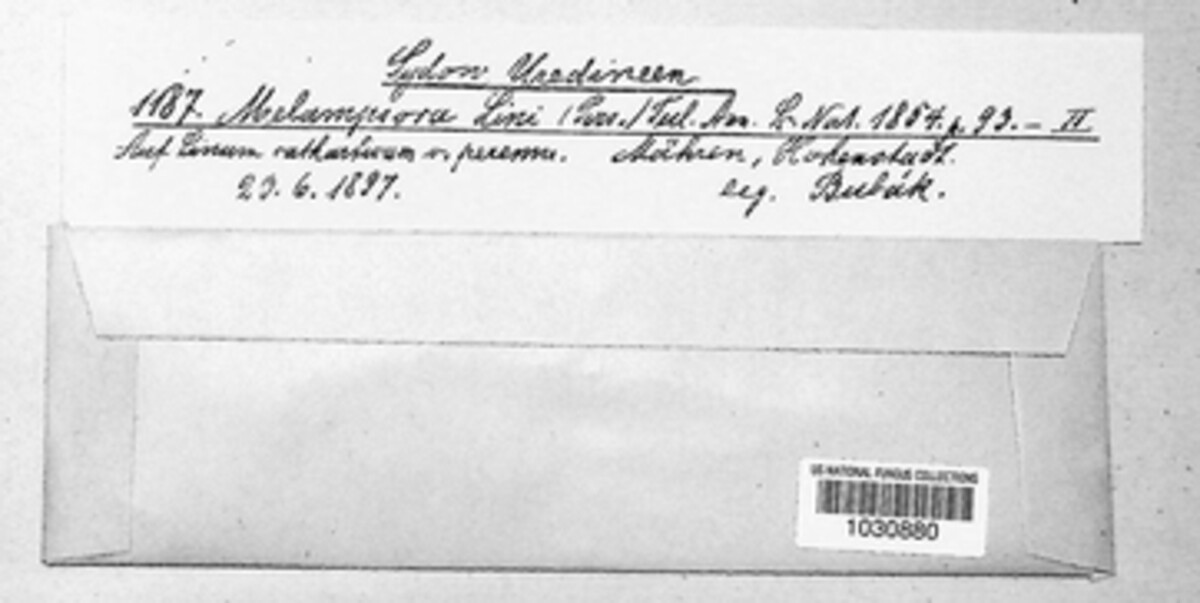 Sydow Uredineen
1187. Melampsora Lini (Pers.) Tul. Ann. Sc. Nat. 1854. p. 93. — II
Auf Linum catharticum v. perenne. Mähren, Hohenstadt.
23. 6. 1897. leg. Bubák.
US NATIONAL FUNGUS COLLECTIONS
1030880